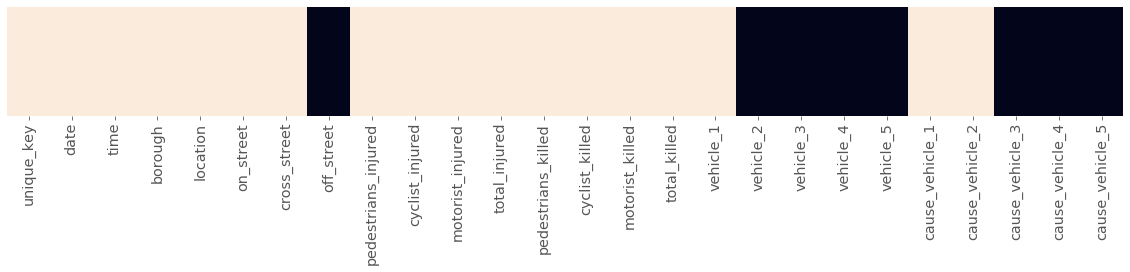 unique_key
date
time
borough
location
on_street
cross_street
off_street
pedestrians_injured
cyclist_injured
motorist_injured
total_injured
pedestrians_killed
cyclist_killed
motorist_killed
total_killed
vehicle_1
vehicle_2
vehicle_3
vehicle_4
vehicle_5
cause_vehicle_1
cause_vehicle_2
cause_vehicle_3
cause_vehicle_4
cause_vehicle_5